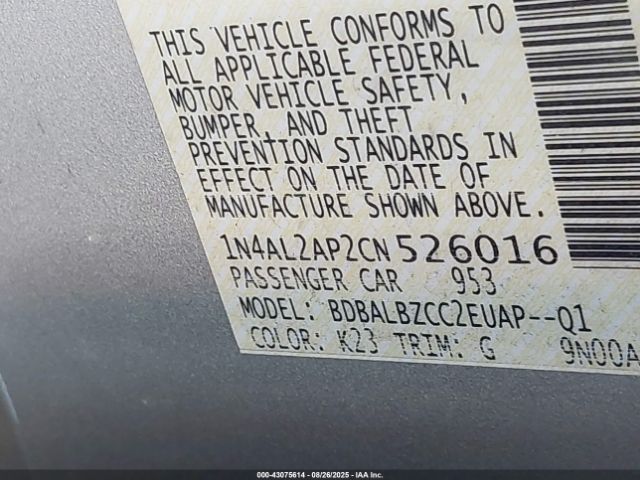 THIS VEHICLE CONFORMS TO
ALL APPLICABLE FEDERAL
MOTOR VEHICLE SAFETY,
BUMPER, AND THEFT
PREVENTION STANDARDS IN
EFFECT ON THE DATE OF
MANUFACTURE SHOWN ABOVE.
1N4AL2AP2CN526016
PASSENGER CAR 953
MODEL: BDBALBZCC2EUAP--Q1
COLOR: K23 TRIM: G 9N00A
000-43075614 - 08/26/2025 - IAA Inc.